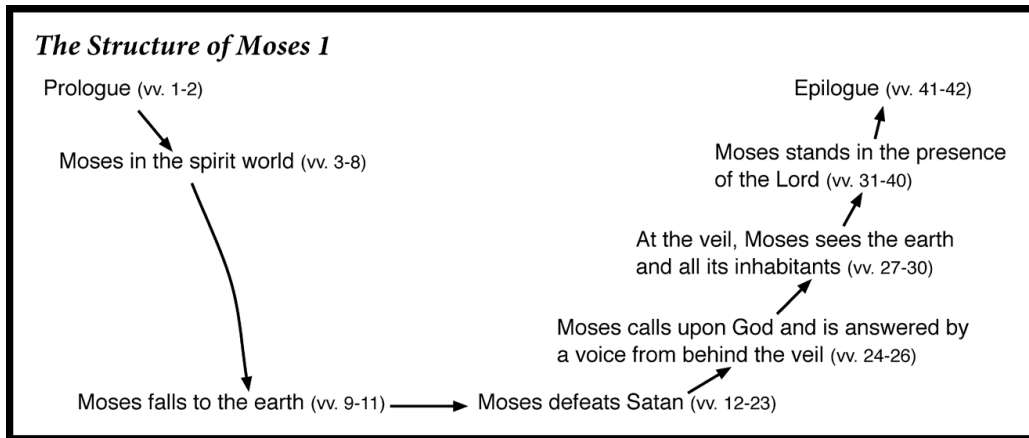 The Structure of Moses 1
Prologue (vv. 1-2)
Moses in the spirit world (vv. 3-8)
Moses falls to the earth (vv. 9-11)
Moses defeats Satan (vv. 12-23)
Moses calls upon God and is answered by
a voice from behind the veil (vv. 24-26)
At the veil, Moses sees the earth
and all its inhabitants (vv. 27-30)
Moses stands in the presence
of the Lord (vv. 31-40)
Epilogue (vv. 41-42)